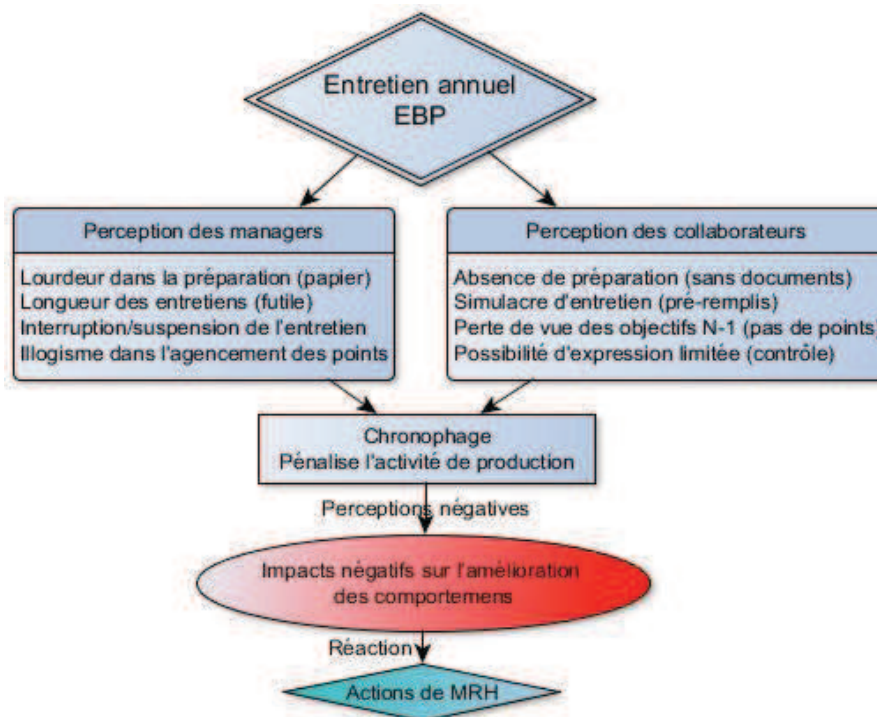 Entretien annuel
EBP
Perception des managers
Lourdeur dans la préparation (papier)
Longueur des entretiens (futile)
Interruption/suspension de l'entretien
Illogisme dans l'agencement des points
Perception des collaborateurs
Absence de préparation (sans documents)
Simulacre d'entretien (pré-remplis)
Perte de vue des objectifs N-1 (pas de points)
Possibilité d'expression limitée (contrôle)
Chronophage
Pénalise l'activité de production
Perceptions négatives
Impacts négatifs sur l'amélioration
des comportemens
Réaction
Actions de MRH